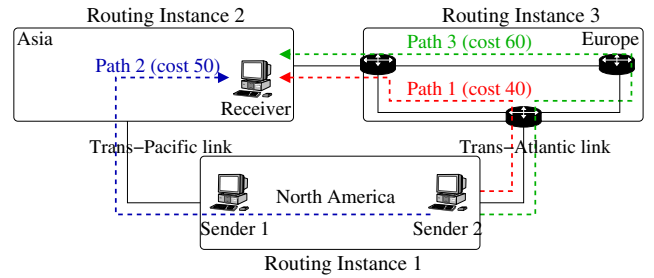 Routing Instance 2
Routing Instance 3
Asia
Path 3 (cost 60)
Europe
Path 2 (cost 50)
Path 1 (cost 40)
Receiver
Trans−Pacific link
Trans−Atlantic link
North America
Sender 1
Sender 2
Routing Instance 1